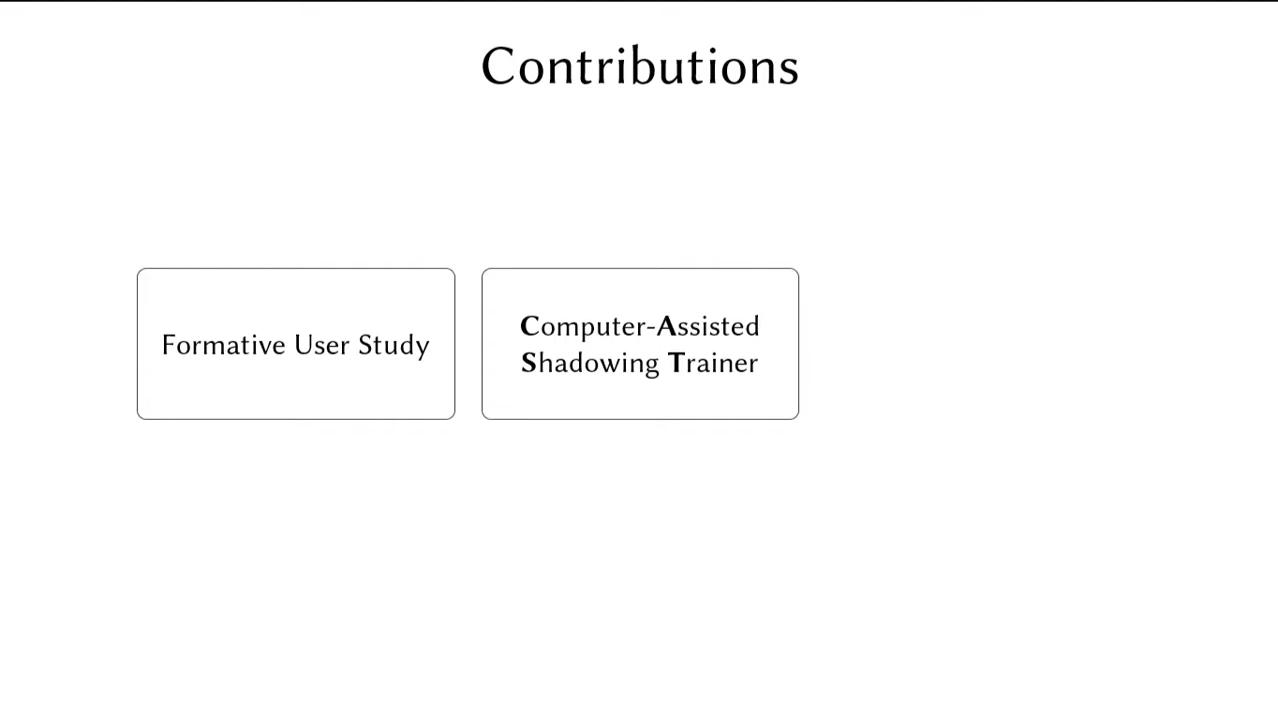 Contributions
Formative User Study
Computer-Assisted
Shadowing Trainer